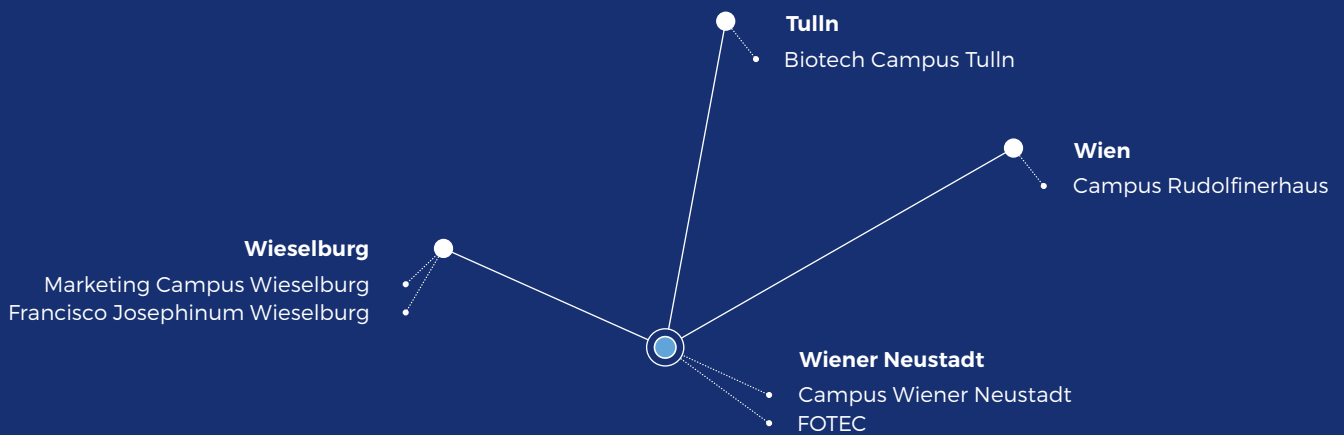 Tulln
Biotech Campus Tulln
Wien
Campus Rudolfinerhaus
Wieselburg
Marketing Campus Wieselburg
Francisco Josephinum Wieselburg
Wiener Neustadt
Campus Wiener Neustadt
FOTEC